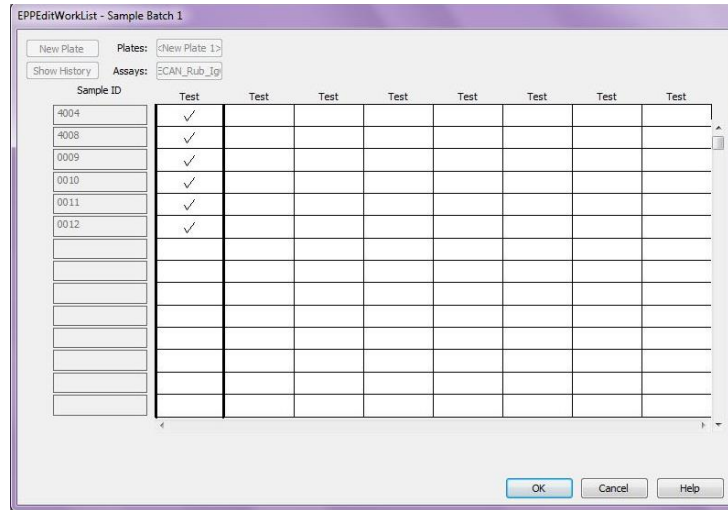 EPPEditWorkList - Sample Batch 1
New Plate Plates: <New Plate 1>
Show History Assays: ECAN_Rub_Ig
Sample ID Test Test Test Test Test Test Test Test
4004
4008
0009
0010
0011
0012
OK Cancel Help